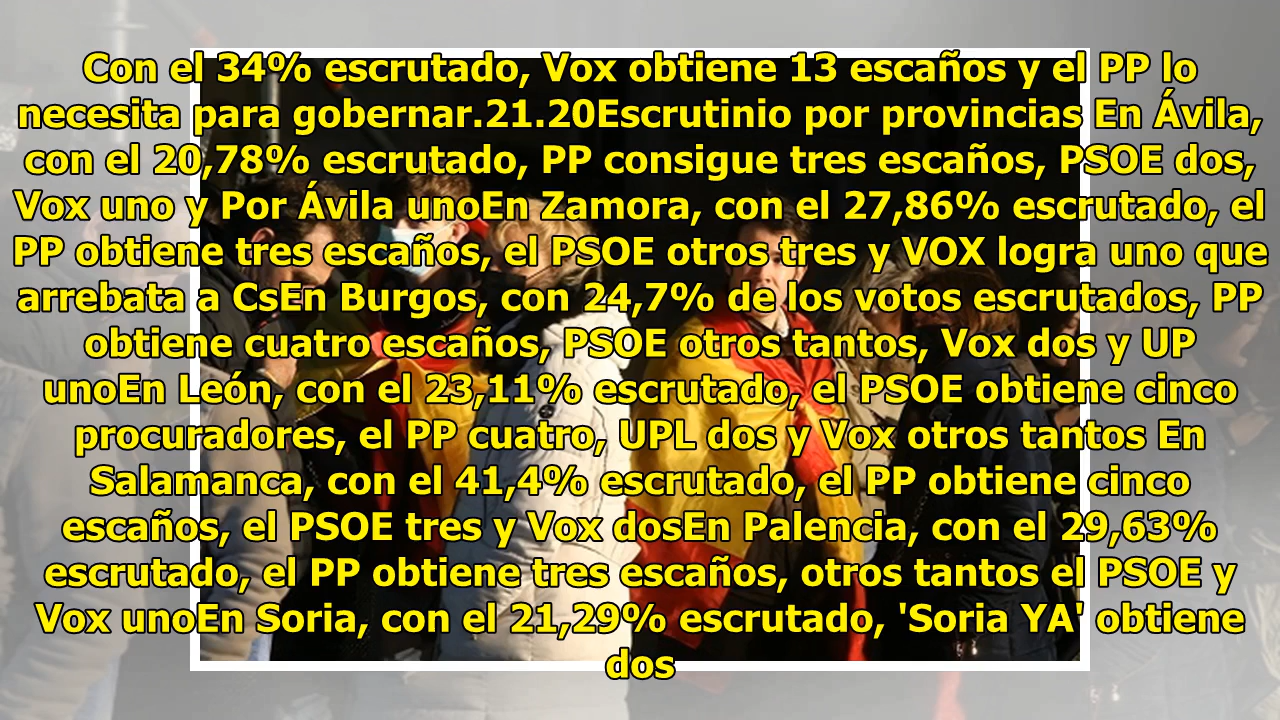 Con el 34% escrutado, Vox obtiene 13 escaños y el PP lo
necesita para gobernar.21.20Escrutinio por provincias En Ávila,
con el 20,78% escrutado, PP consigue tres escaños, PSOE dos,
Vox uno y Por Ávila unoEn Zamora, con el 27,86% escrutado, el
PP obtiene tres escaños, el PSOE otros tres y VOX logra uno que
arrebata a CsEn Burgos, con 24,7% de los votos escrutados, PP
obtiene cuatro escaños, PSOE otros tantos, Vox dos y UP
unoEn León, con el 23,11% escrutado, el PSOE obtiene cinco
procuradores, el PP cuatro, UPL dos y Vox otros tantos En
Salamanca, con el 41,4% escrutado, el PP obtiene cinco
escaños, el PSOE tres y Vox dosEn Palencia, con el 29,63%
escrutado, el PP obtiene tres escaños, otros tantos el PSOE y
Vox unoEn Soria, con el 21,29% escrutado, 'Soria YA' obtiene
dos